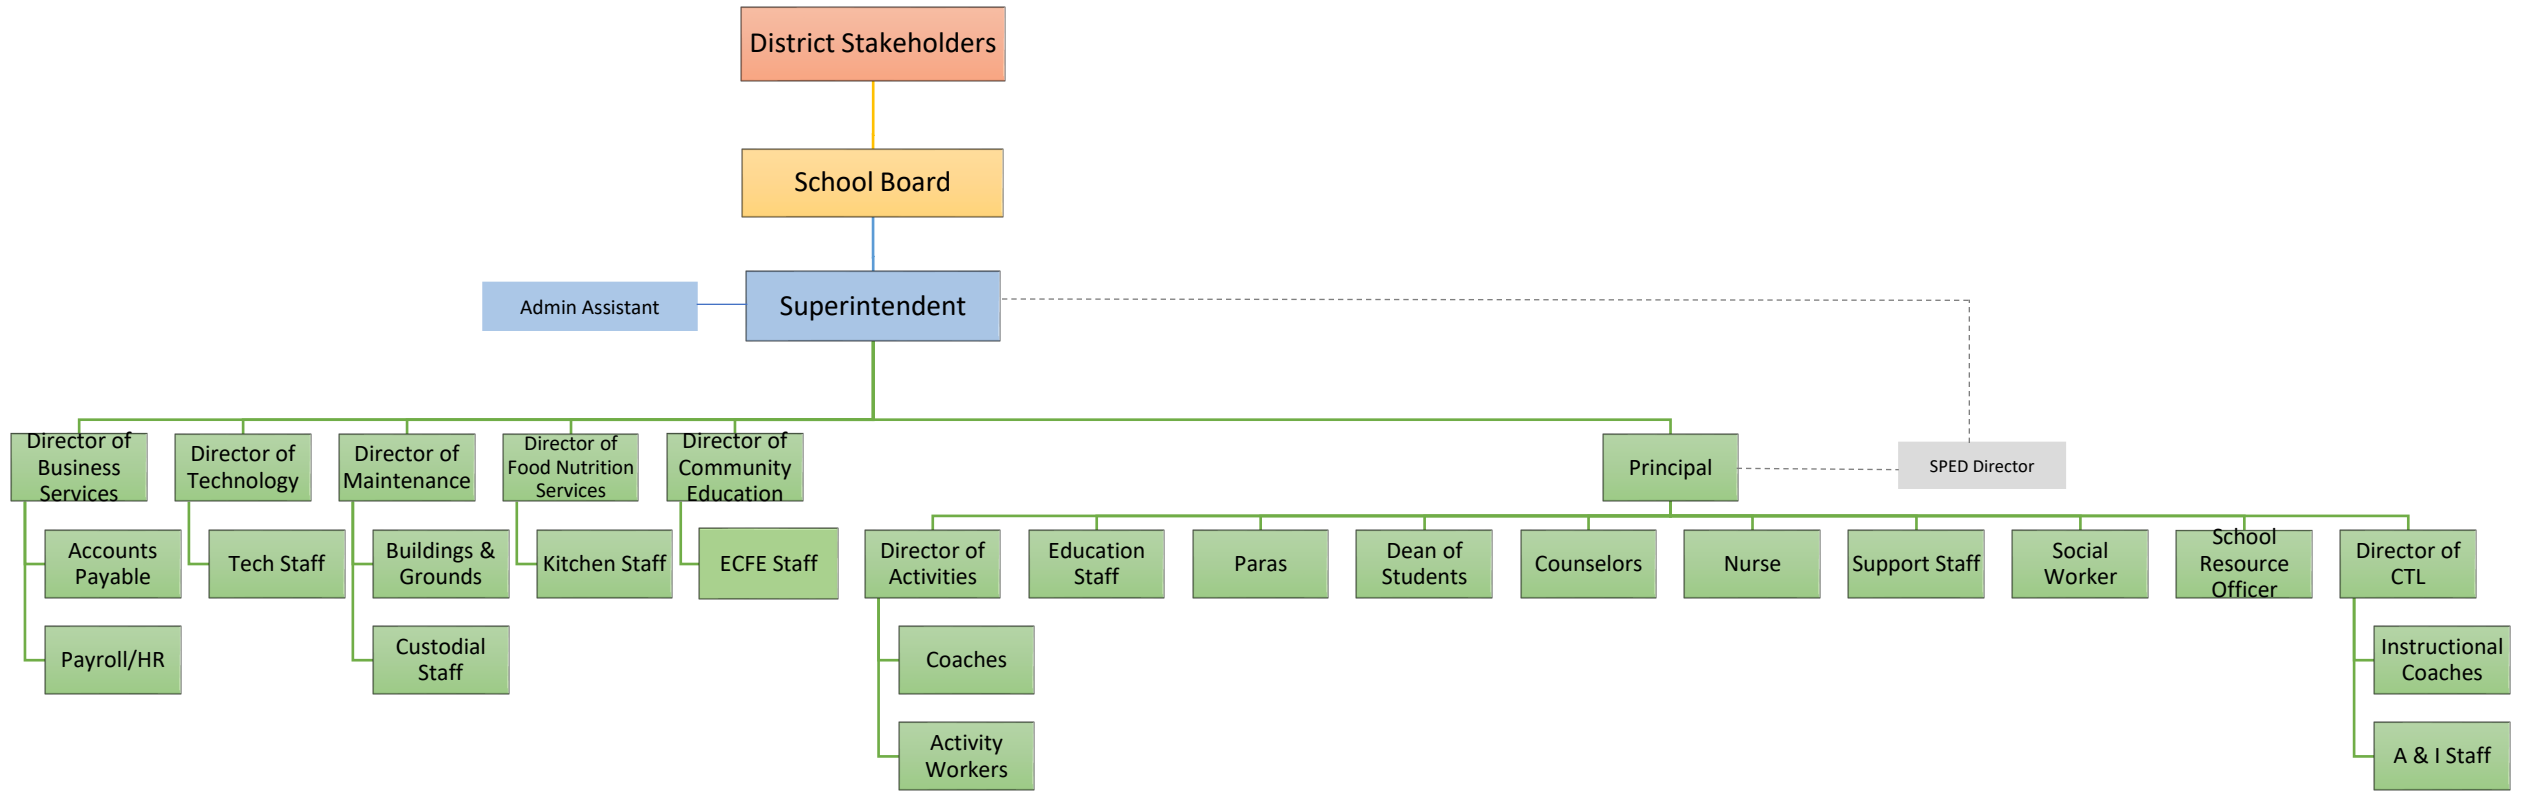 District Stakeholders
School Board
Admin Assistant
Superintendent
Director of
Business
Services
Director of
Technology
Director of
Maintenance
Director of
Food Nutrition
Services
Director of
Community
Education
Principal
SPED Director
Accounts
Payable
Tech Staff
Buildings &
Grounds
Kitchen Staff
ECFE Staff
Director of
Activities
Education
Staff
Paras
Dean of
Students
Counselors
Nurse
Support Staff
Social
Worker
School
Resource
Officer
Director of
CTL
Payroll/HR
Custodial
Staff
Coaches
Instructional
Coaches
Activity
Workers
A & I Staff